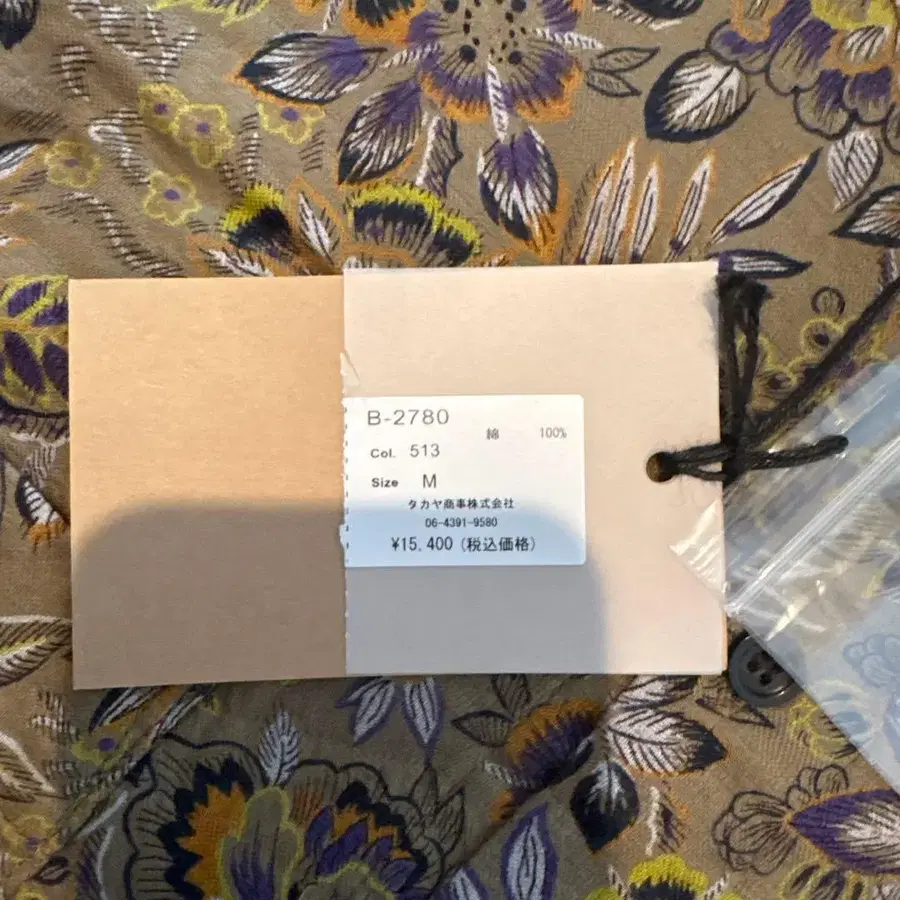 B-2780
綿 100%
Col. 513
Size M
タカヤ商事株式会社
06-4391-9580
¥15,400 (税込価格)